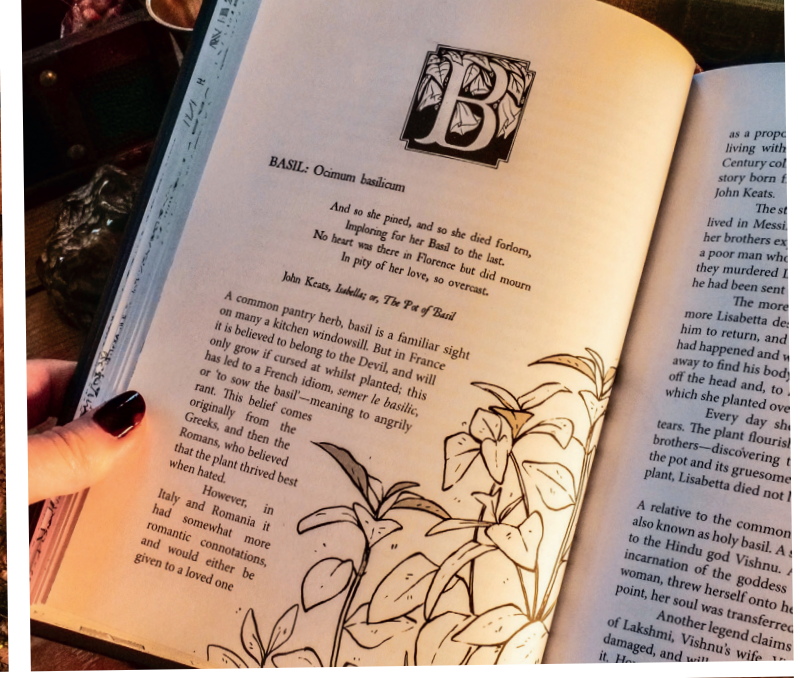 B
BASIL: Ocimum basilicum
And so she pined, and so she died forlorn,
Imploring for her Basil to the last.
No heart was there in Florence but did mourn
In pity of her love, so overcast.
John Keats, Isabella; or, The Pot of Basil
A common pantry herb, basil is a familiar sight
on many a kitchen windowsill. But in France
it is believed to belong to the Devil, and will
only grow if cursed at whilst planted; this
has led to a French idiom, semer le basilic,
or ‘to sow the basil’—meaning to angrily
rant. This belief comes
originally from the
Greeks, and then the
Romans, who believed
that the plant thrived best
when hated.
However, in
Italy and Romania it
had somewhat more
romantic connotations,
and would either be
given to a loved one
as a propo
living with
Century col
story born f
John Keats.
The st
lived in Messi
her brothers ex
a poor man who
they murdered I
he had been sent
The more
more Lisabetta des
him to return, and
had happened and w
away to find his body
off the head and, to
which she planted ove
Every day she
tears. The plant flourish
brothers—discovering t
the pot and its gruesome
plant, Lisabetta died not l
A relative to the common
also known as holy basil. A s
to the Hindu god Vishnu. A
incarnation of the goddess
woman, threw herself onto he
point, her soul was transferred
Another legend claims
of Lakshmi, Vishnu's wife. Vi
damaged, and will
it. How